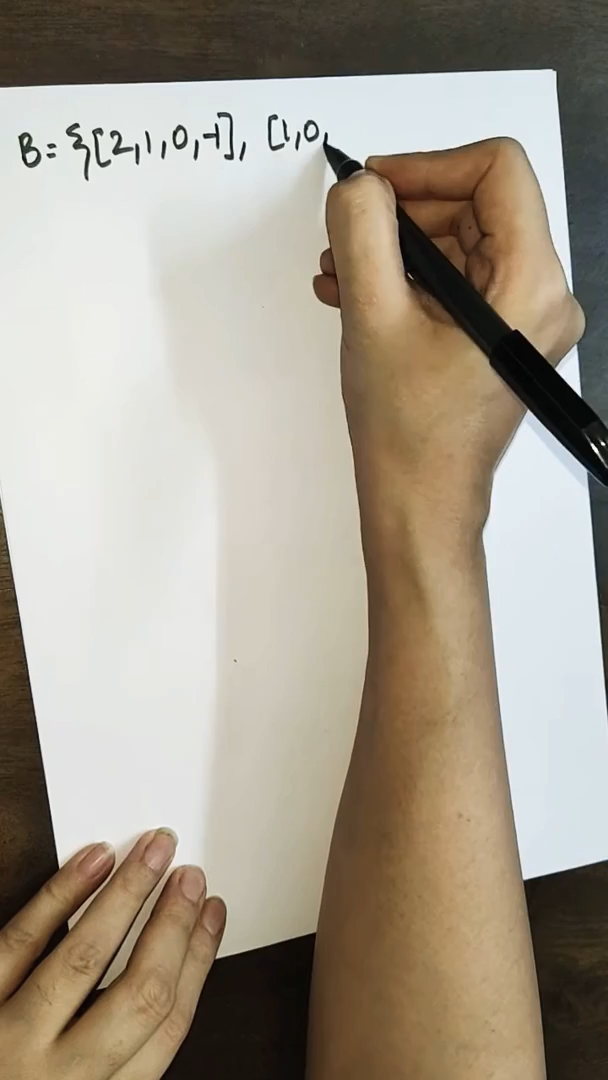 B = {[2,1,0,-1], [1,0,